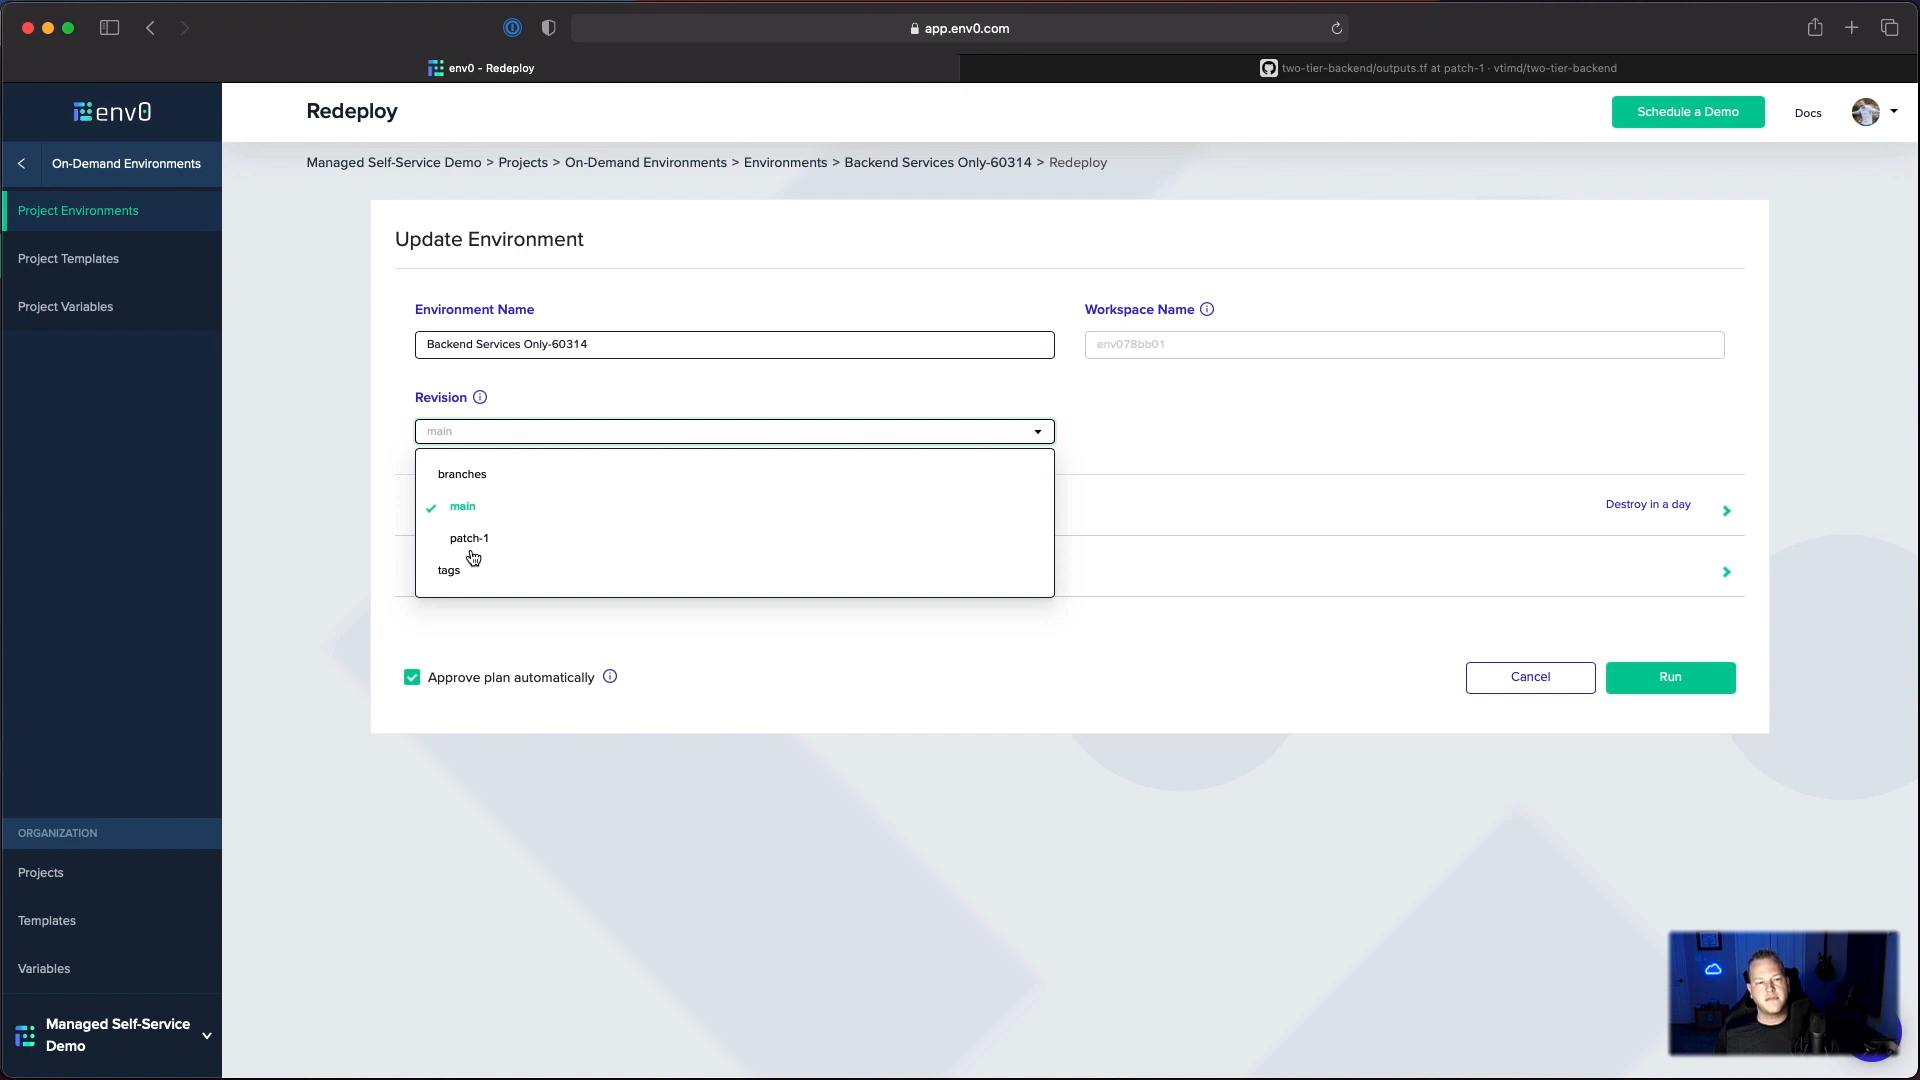 app.env0.com
env0 - Redeploy
two-tier-backend/outputs.tf at patch-1 · vtimd/two-tier-backend
env0
Redeploy
Schedule a Demo
Docs
On-Demand Environments
Managed Self-Service Demo > Projects > On-Demand Environments > Environments > Backend Services Only-60314 > Redeploy
Project Environments
Project Templates
Project Variables
Update Environment
Environment Name
Workspace Name
Backend Services Only-60314
env078bb01
Revision
main
branches
main
patch-1
tags
Destroy in a day
Approve plan automatically
Cancel
Run
ORGANIZATION
Projects
Templates
Variables
Managed Self-Service
Demo